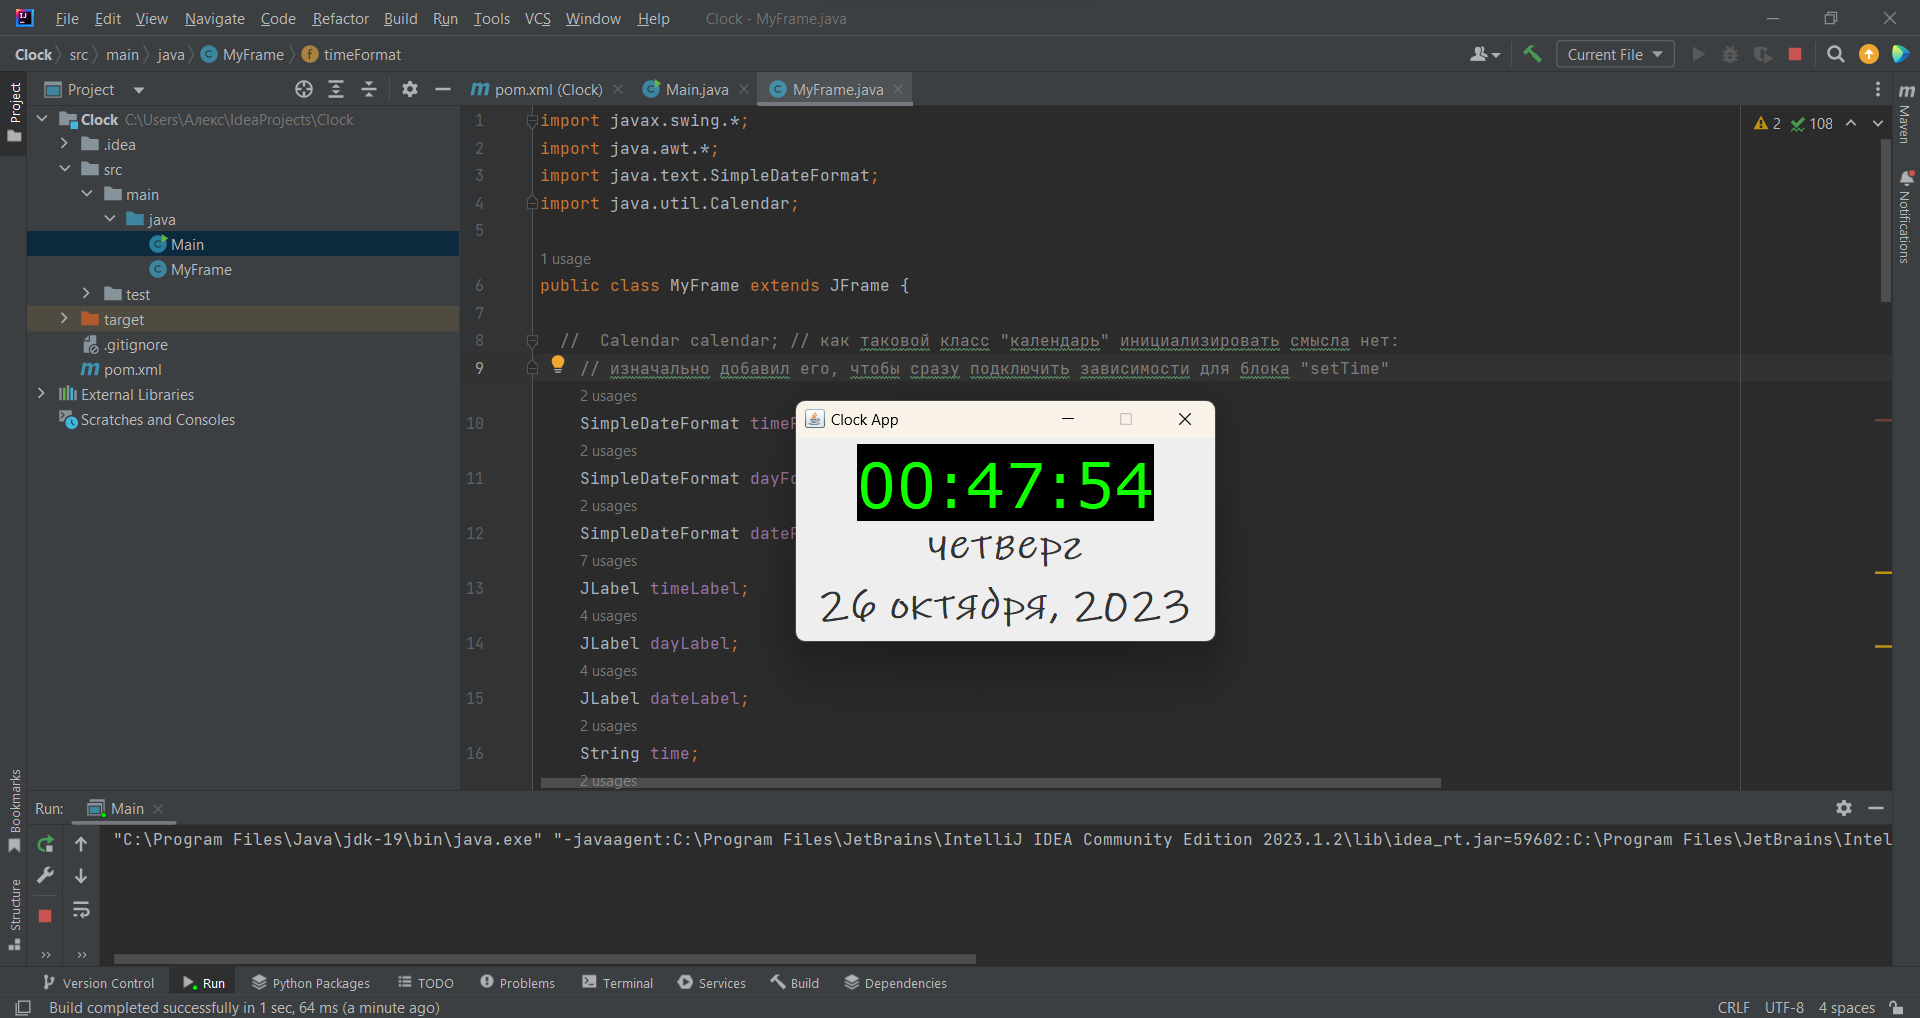 File Edit View Navigate Code Refactor Build Run Tools VCS Window Help Clock - MyFrame.java
Clock src main java MyFrame timeFormat Current File
Project
Project
Clock C:\Users\Алекс\IdeaProjects\Clock
.idea
src
main
java
Main
MyFrame
test
target
.gitignore
pom.xml
External Libraries
Scratches and Consoles
pom.xml (Clock) Main.java MyFrame.java
2 108
1 import javax.swing.*;
2 import java.awt.*;
3 import java.text.SimpleDateFormat;
4 import java.util.Calendar;
5
1 usage
6 public class MyFrame extends JFrame {
7
8 // Calendar calendar; // как таковой класс "календарь" инициализировать смысла нет:
9 // изначально добавил его, чтобы сразу подключить зависимости для блока "setTime"
2 usages
10 SimpleDateFormat timeF
2 usages
11 SimpleDateFormat dayFo
2 usages
12 SimpleDateFormat dateF
7 usages
13 JLabel timeLabel;
4 usages
14 JLabel dayLabel;
4 usages
15 JLabel dateLabel;
2 usages
16 String time;
2 usages
Clock App
00:47:54
четверг
26 октября, 2023
Maven
Notifications
Bookmarks
Structure
Run: Main
"C:\Program Files\Java\jdk-19\bin\java.exe" "-javaagent:C:\Program Files\JetBrains\IntelliJ IDEA Community Edition 2023.1.2\lib\idea_rt.jar=59602:C:\Program Files\JetBrains\Intel
Version Control Run Python Packages TODO Problems Terminal Services Build Dependencies
Build completed successfully in 1 sec, 64 ms (a minute ago) CRLF UTF-8 4 spaces